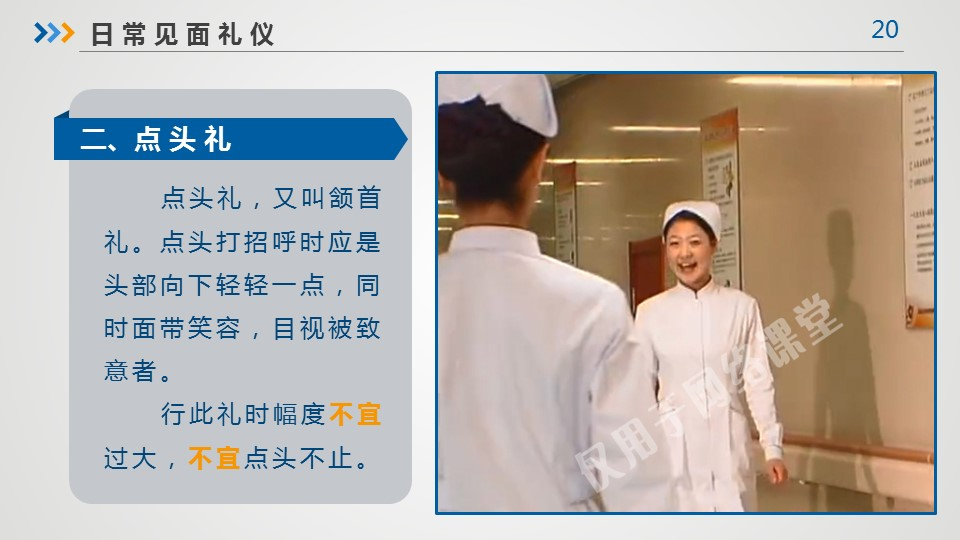 日常见面礼仪
20
二、点头礼
点头礼，又叫颔首
礼。点头打招呼时应是
头部向下轻轻一点，同
时面带笑容，目视被致
意者。
行此礼时幅度不宜
过大，不宜点头不止。
仅用于网络课堂